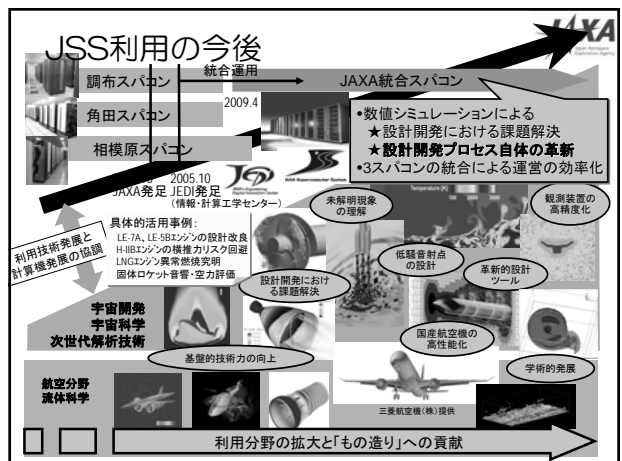 JSS利用の今後
JAXA
Japan Aerospace
Exploration Agency
調布スパコン
統合運用
JAXA統合スパコン
角田スパコン
2009.4
相模原スパコン
•数値シミュレーションによる
★設計開発における課題解決
★設計開発プロセス自体の革新
•3スパコンの統合による運営の効率化
2005.10
JAXA発足 JEDI発足
(情報・計算工学センター)
JAXA Supercomputer System
利用技術発展と
計算機発展の協調
具体的活用事例:
LE-7A、LE-5Bエンジンの設計改良
H-IIBエンジンの横推力リスク回避
LNGエンジン異常燃焼究明
固体ロケット音響・空力評価
未解明現象
の理解
Temperature [K]
観測装置の
高精度化
低騒音射点
の設計
革新的設計
ツール
設計開発におけ
る課題解決
宇宙開発
宇宙科学
次世代解析技術
国産航空機の
高性能化
基盤的技術力の向上
学術的発展
航空分野
流体科学
三菱航空機(株)提供
利用分野の拡大と「もの造り」への貢献